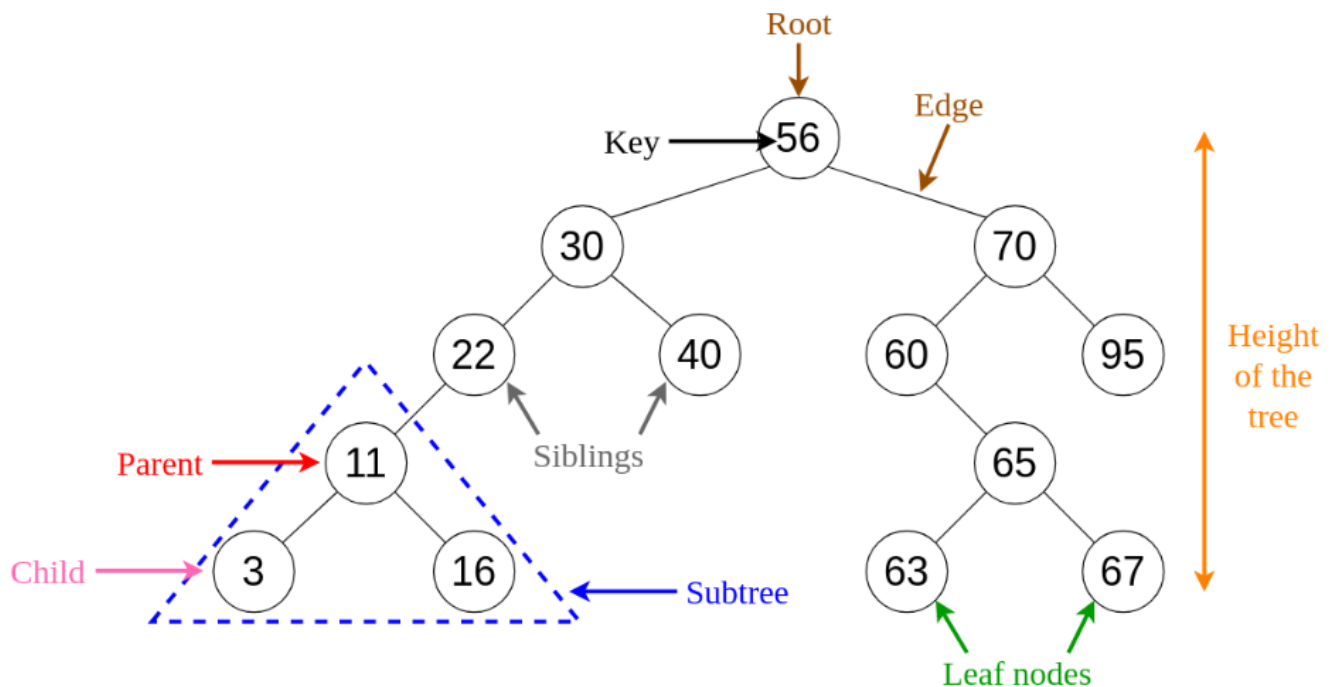 Root
Edge
Key
56
30
70
22
40
60
95
Height
of the
tree
Parent
11
Siblings
65
Child
3
16
Subtree
63
67
Leaf nodes